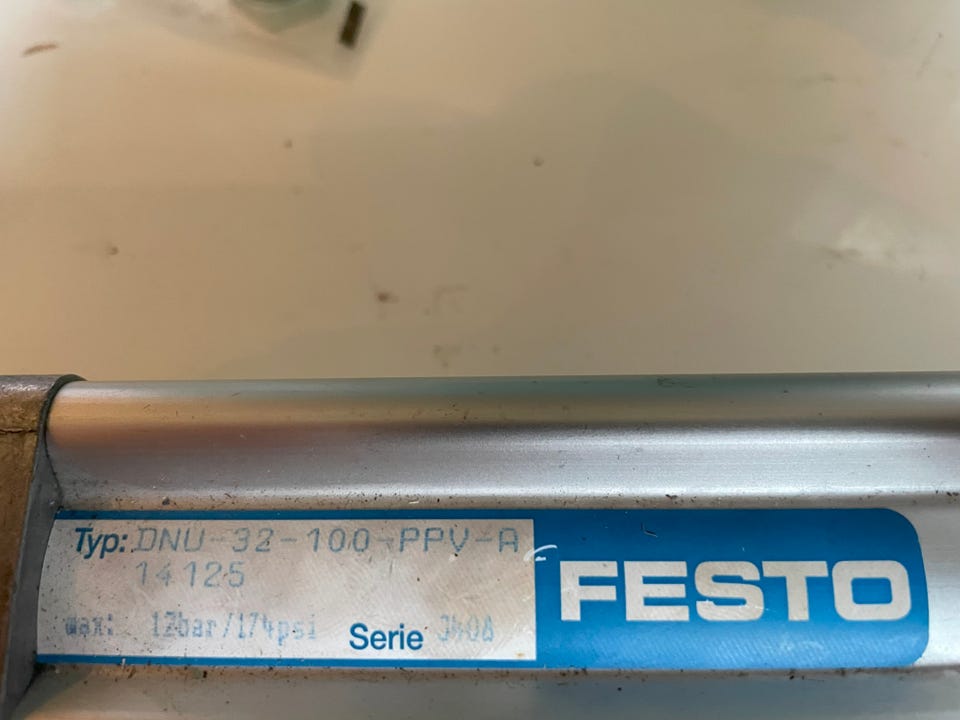 Typ: DNU-32-100-PPV-A
14125
max: 12bar/174psi Serie
FESTO